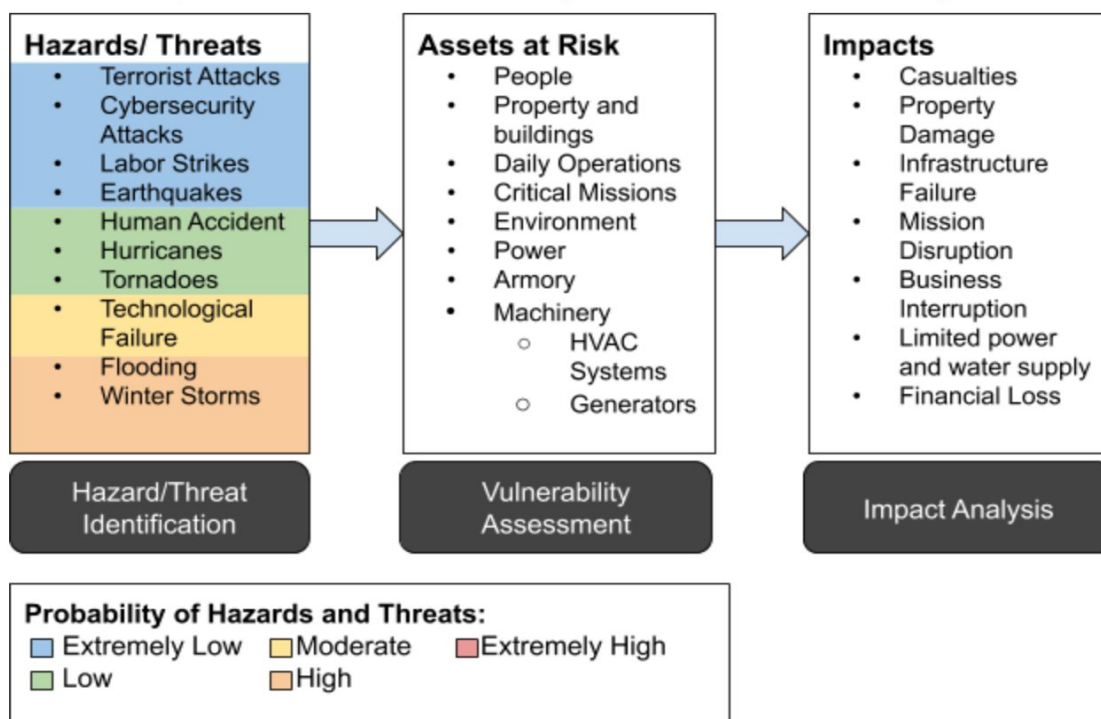 Hazards/ Threats
• Terrorist Attacks
• Cybersecurity
Attacks
• Labor Strikes
• Earthquakes
• Human Accident
• Hurricanes
• Tornadoes
• Technological
Failure
• Flooding
• Winter Storms
Hazard/Threat
Identification
Assets at Risk
• People
• Property and
buildings
• Daily Operations
• Critical Missions
• Environment
• Power
• Armory
• Machinery
○ HVAC
Systems
○ Generators
Vulnerability
Assessment
Impacts
• Casualties
• Property
Damage
• Infrastructure
Failure
• Mission
Disruption
• Business
Interruption
• Limited power
and water supply
• Financial Loss
Impact Analysis
Probability of Hazards and Threats:
Extremely Low Moderate Extremely High
Low High